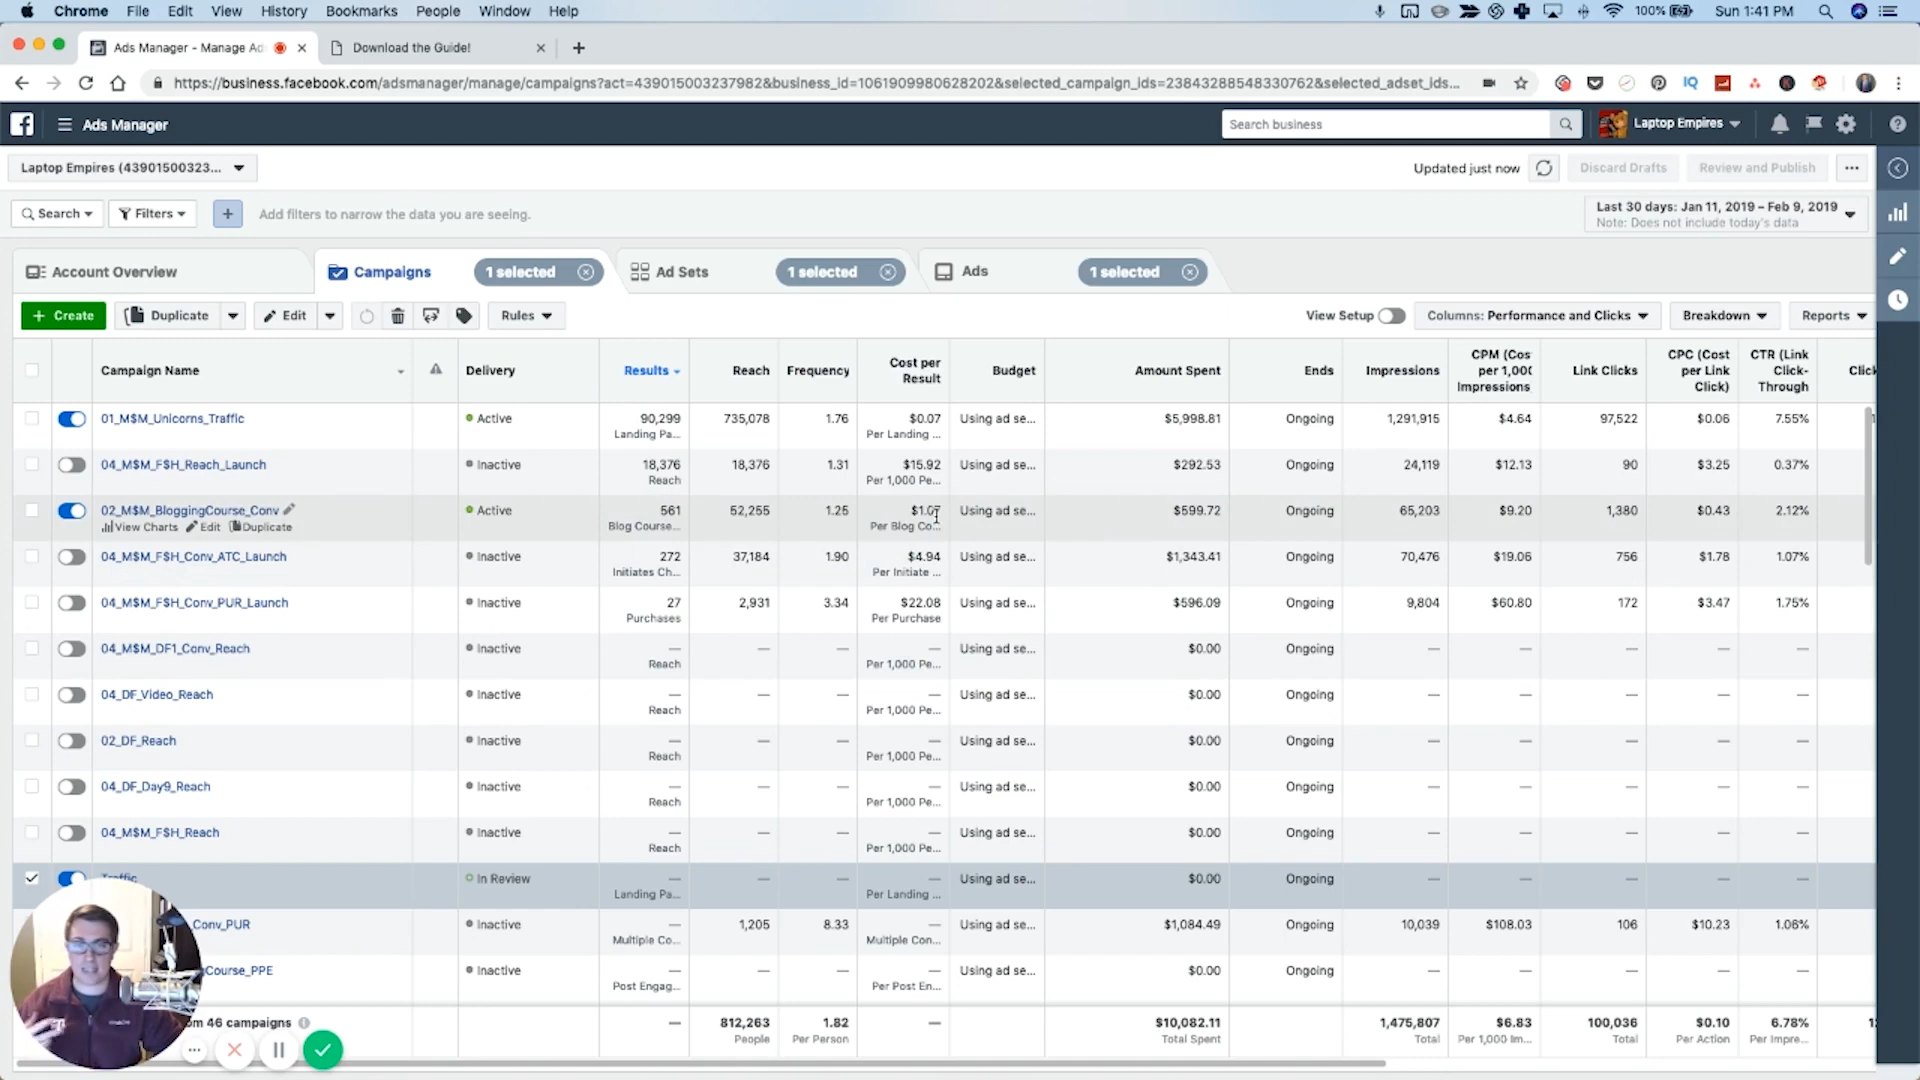 Chrome File Edit View History Bookmarks People Window Help 100% Sun 1:41 PM
Ads Manager - Manage Ad Download the Guide!
https://business.facebook.com/adsmanager/manage/campaigns?act=439015003237982&business_id=1061909980628202&selected_campaign_ids=23843288548330762&selected_adset_ids...
Ads Manager Search business Laptop Empires
Laptop Empires (43901500323... Updated just now Discard Drafts Review and Publish
Search Filters + Add filters to narrow the data you are seeing. Last 30 days: Jan 11, 2019 – Feb 9, 2019
Note: Does not include today's data
Account Overview Campaigns 1 selected Ad Sets 1 selected Ads 1 selected
+ Create Duplicate Edit Rules View Setup Columns: Performance and Clicks Breakdown Reports
Campaign Name Delivery Results Reach Frequency Cost per Result Budget Amount Spent Ends Impressions CPM (Cos per 1,000 Impressions Link Clicks CPC (Cost per Link Click) CTR (Link Click-Through Click
01_M$M_Unicorns_Traffic Active 90,299 735,078 1.76 $0.07 Using ad se... $5,998.81 Ongoing 1,291,915 $4.64 97,522 $0.06 7.55%
Landing Pa... Per Landing ...
04_M$M_F$H_Reach_Launch Inactive 18,376 18,376 1.31 $15.92 Using ad se... $292.53 Ongoing 24,119 $12.13 90 $3.25 0.37%
Reach Per 1,000 Pe...
02_M$M_BloggingCourse_Conv Active 561 52,255 1.25 $1.07 Using ad se... $599.72 Ongoing 65,203 $9.20 1,380 $0.43 2.12%
View Charts Edit Duplicate Blog Course... Per Blog Co...
04_M$M_F$H_Conv_ATC_Launch Inactive 272 37,184 1.90 $4.94 Using ad se... $1,343.41 Ongoing 70,476 $19.06 756 $1.78 1.07%
Initiates Ch... Per Initiate ...
04_M$M_F$H_Conv_PUR_Launch Inactive 27 2,931 3.34 $22.08 Using ad se... $596.09 Ongoing 9,804 $60.80 172 $3.47 1.75%
Purchases Per Purchase
04_M$M_DF1_Conv_Reach Inactive — — — — Using ad se... $0.00 Ongoing — — — — —
Reach Per 1,000 Pe...
04_DF_Video_Reach Inactive — — — — Using ad se... $0.00 Ongoing — — — — —
Reach Per 1,000 Pe...
02_DF_Reach Inactive — — — — Using ad se... $0.00 Ongoing — — — — —
Reach Per 1,000 Pe...
04_DF_Day9_Reach Inactive — — — — Using ad se... $0.00 Ongoing — — — — —
Reach Per 1,000 Pe...
04_M$M_F$H_Reach Inactive — — — — Using ad se... $0.00 Ongoing — — — — —
Reach Per 1,000 Pe...
Traffic In Review — — — — Using ad se... $0.00 Ongoing — — — — —
Landing Pa... Per Landing ...
_Conv_PUR Inactive — 1,205 8.33 — Using ad se... $1,084.49 Ongoing 10,039 $108.03 106 $10.23 1.06%
Multiple Co... Multiple Con...
gCourse_PPE Inactive — — — — Using ad se... $0.00 Ongoing — — — — —
Post Engag... Per Post En...
om 46 campaigns — 812,263 1.82 — $10,082.11 1,475,807 $6.83 100,036 $0.10 6.78%
People Per Person Total Spent Total Per 1,000 Im... Total Per Action Per Impre...